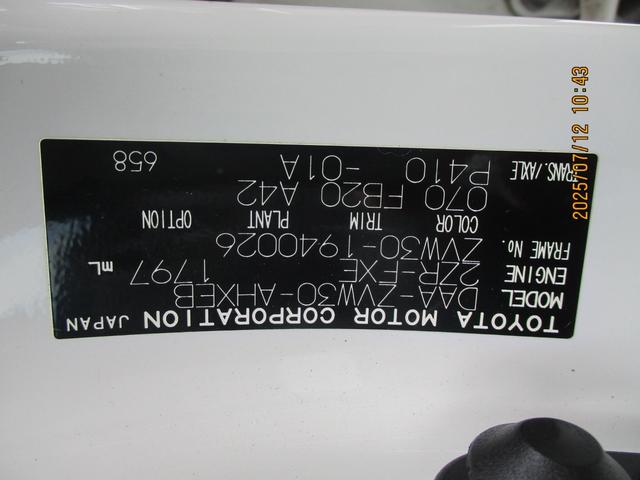 TOYOTA MOTOR CORPORATION JAPAN
MODEL DAA-ZVW30-AHXEB
ENGINE 2ZR-FXE 1797 mL
FRAME No. ZVW30-1940026
COLOR TRIM PLANT OPTION
070 FB20 A42
TRANS./AXLE P410 -01A
658
2025/07/12 10:43